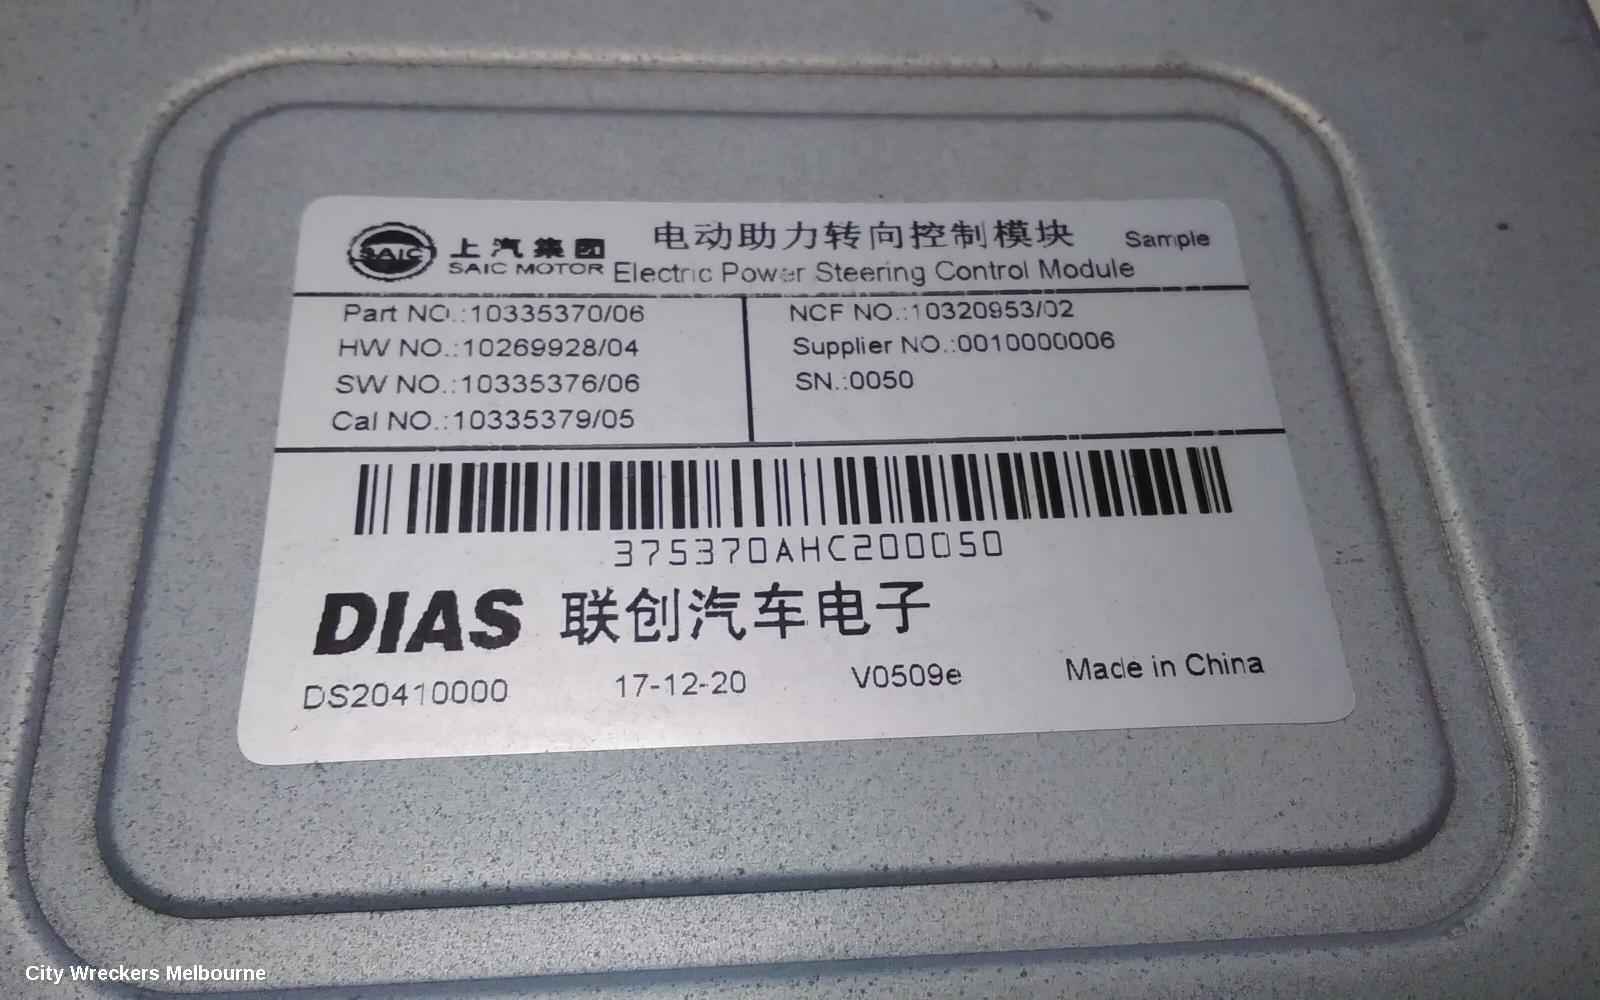 SAIC 上汽集团 电动助力转向控制模块 Sample
SAIC MOTOR Electric Power Steering Control Module
Part NO.:10335370/06 NCF NO.:10320953/02
HW NO.:10269928/04 Supplier NO.:0010000006
SW NO.:10335376/06 SN.:0050
Cal NO.:10335379/05
375370AHC200050
DIAS 联创汽车电子
DS20410000 17-12-20 V0509e Made in China
City Wreckers Melbourne